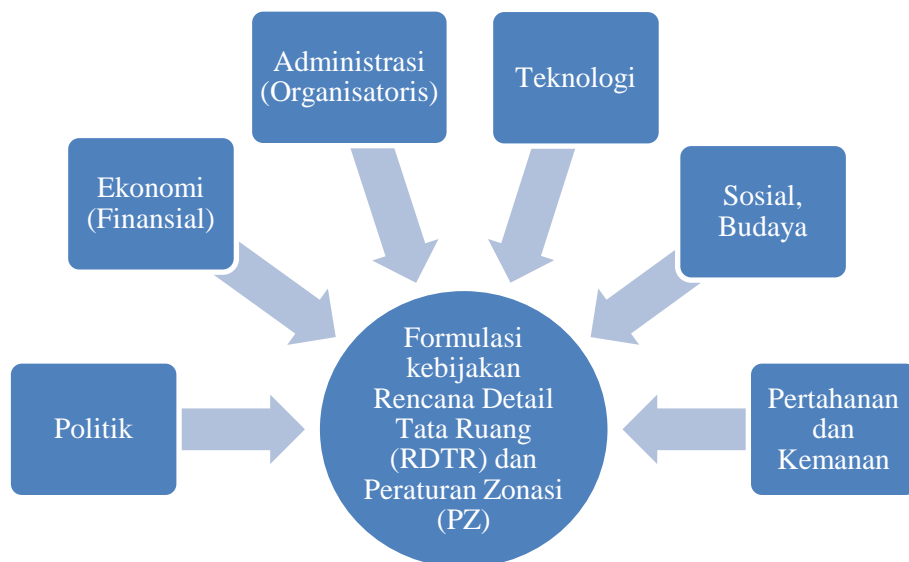 Administrasi
(Organisatoris)
Teknologi
Ekonomi
(Finansial)
Sosial,
Budaya
Politik
Formulasi
kebijakan
Rencana Detail
Tata Ruang
(RDTR) dan
Peraturan Zonasi
(PZ)
Pertahanan
dan
Kemanan